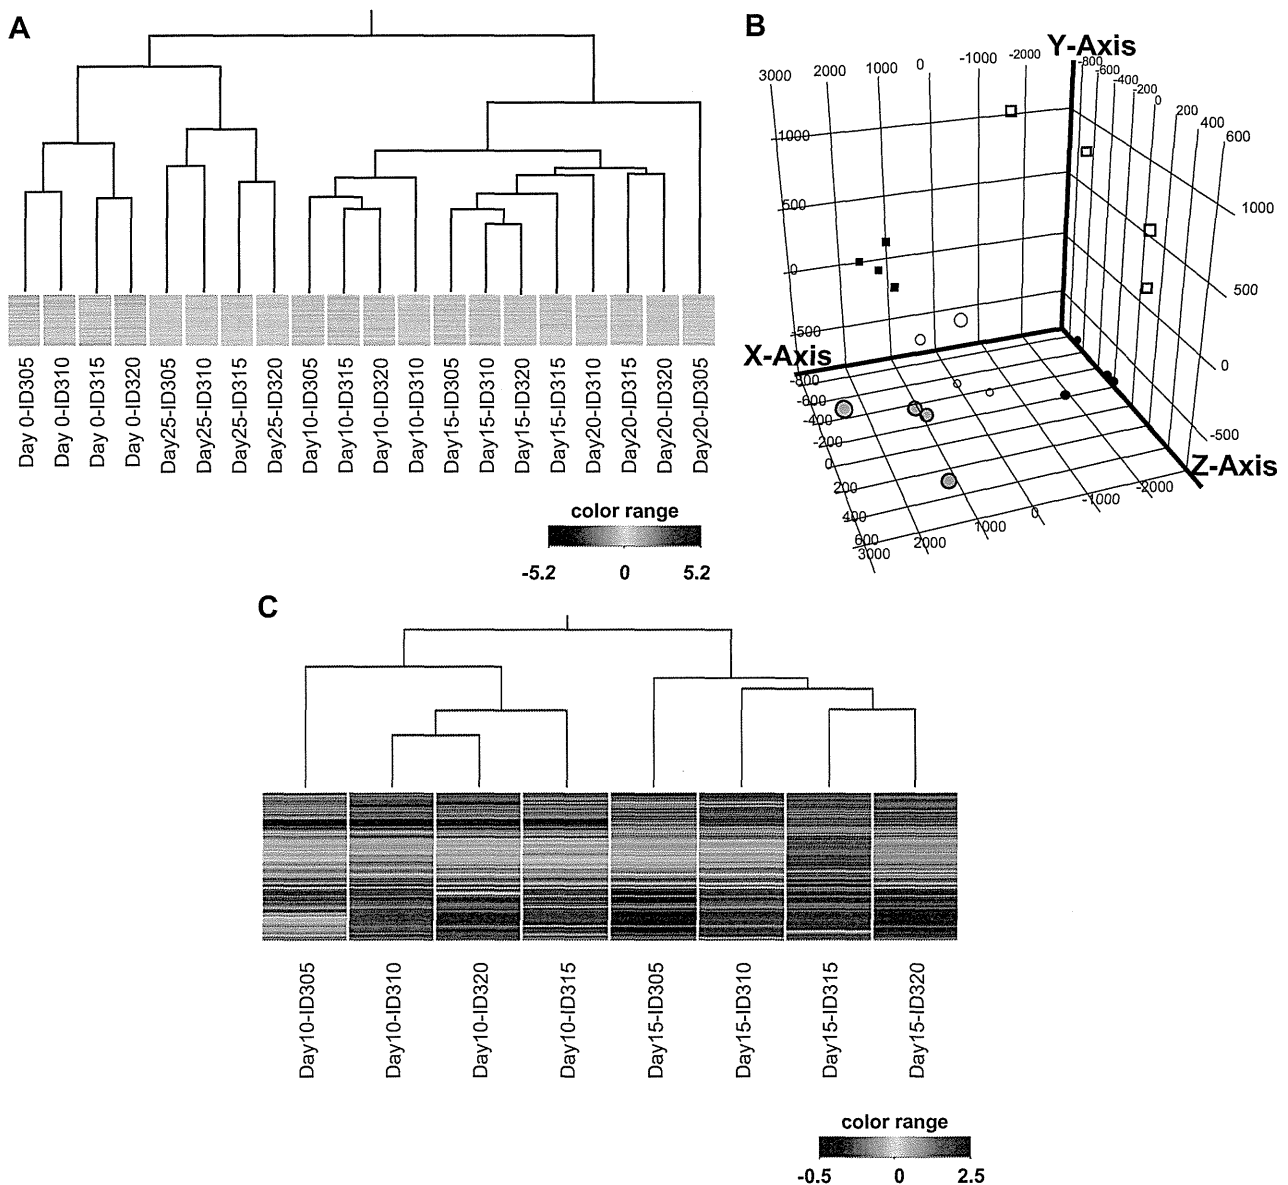 A
Day 0-ID305
Day 0-ID310
Day 0-ID315
Day 0-ID320
Day25-ID305
Day25-ID310
Day25-ID315
Day25-ID320
Day10-ID305
Day10-ID315
Day10-ID320
Day10-ID310
Day15-ID305
Day15-ID310
Day15-ID320
Day15-ID315
Day20-ID310
Day20-ID315
Day20-ID320
Day20-ID305
color range
-5.2 0 5.2
B
Y-Axis
3000 2000 1000 0 -1000 -2000
-800 -600 -400 -200 0 200 400 600
1000
500
0
-500
1000
500
0
-500
X-Axis
Z-Axis
-800
-600
-400
-200
0
200
400
600
3000 2000 1000 0 -1000 -2000
C
Day10-ID305
Day10-ID310
Day10-ID320
Day10-ID315
Day15-ID305
Day15-ID310
Day15-ID315
Day15-ID320
color range
-0.5 0 2.5